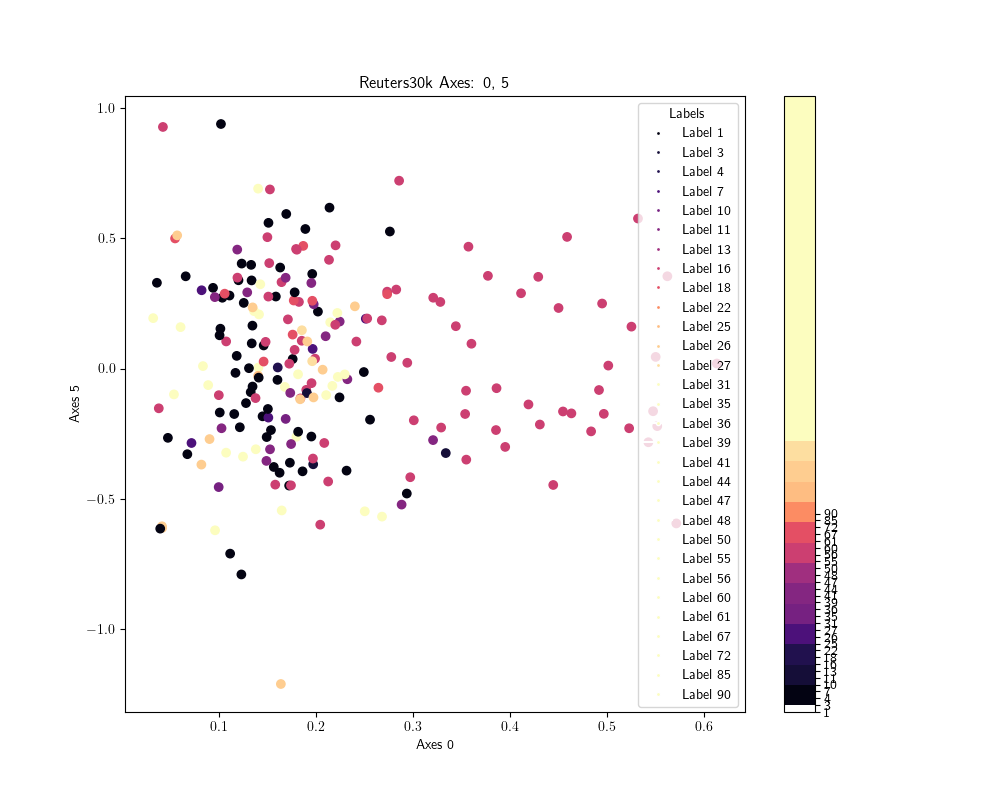 Reuters30k Axes: 0, 5
1.0
0.5
0.0
−0.5
−1.0
Axes 5
0.1
0.2
0.3
0.4
0.5
0.6
Axes 0
Labels
Label 1
Label 3
Label 4
Label 7
Label 10
Label 11
Label 13
Label 16
Label 18
Label 22
Label 25
Label 26
Label 27
Label 31
Label 35
Label 36
Label 39
Label 41
Label 44
Label 47
Label 48
Label 50
Label 55
Label 56
Label 60
Label 61
Label 67
Label 72
Label 85
Label 90
90
85
72
67
61
60
56
55
50
48
47
44
41
39
36
35
31
27
26
25
22
18
16
13
11
10
7
4
3
1